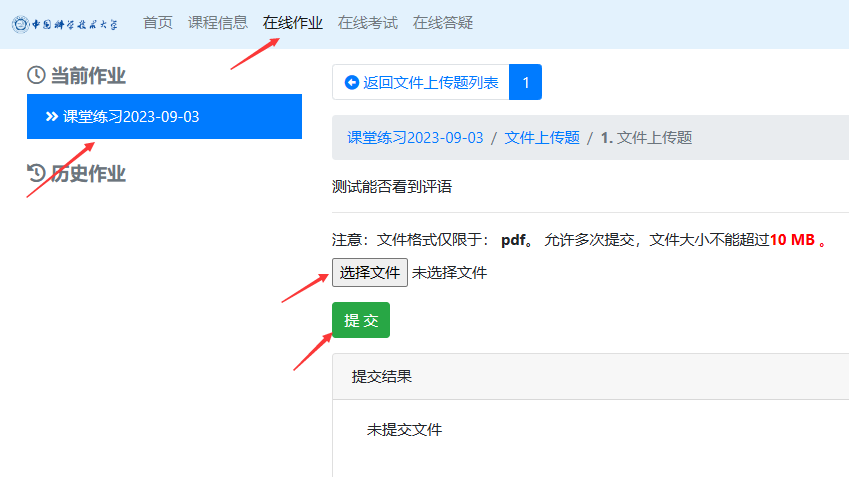 中国科学技术大学 首页 课程信息 在线作业 在线考试 在线答疑
当前作业
课堂练习2023-09-03
历史作业
返回文件上传题列表 1
课堂练习2023-09-03 / 文件上传题 / 1. 文件上传题
测试能否看到评语
注意：文件格式仅限于： pdf。 允许多次提交，文件大小不能超过10 MB 。
选择文件 未选择文件
提 交
提交结果
未提交文件